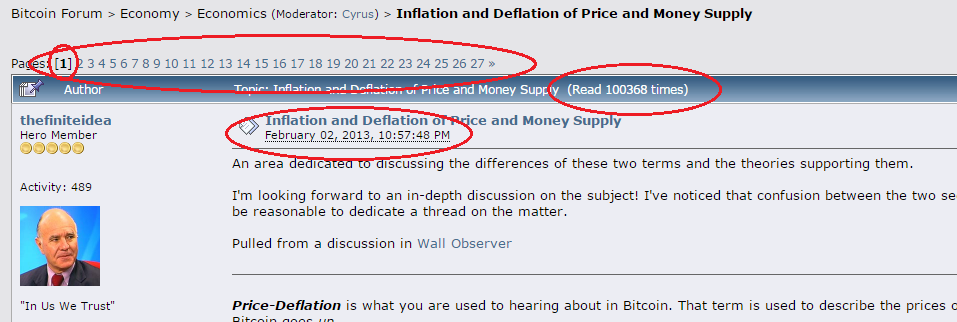 Bitcoin Forum > Economy > Economics (Moderator: Cyrus) > Inflation and Deflation of Price and Money Supply
Pages: [1] 2 3 4 5 6 7 8 9 10 11 12 13 14 15 16 17 18 19 20 21 22 23 24 25 26 27 »
Author Topic: Inflation and Deflation of Price and Money Supply (Read 100368 times)
thefiniteidea
Hero Member
Activity: 489
"In Us We Trust"
Inflation and Deflation of Price and Money Supply
February 02, 2013, 10:57:48 PM
An area dedicated to discussing the differences of these two terms and the theories supporting them.
I'm looking forward to an in-depth discussion on the subject! I've noticed that confusion between the two
be reasonable to dedicate a thread on the matter.
Pulled from a discussion in Wall Observer
Price-Deflation is what you are used to hearing about in Bitcoin. That term is used to describe the prices
Bitcoin goes up